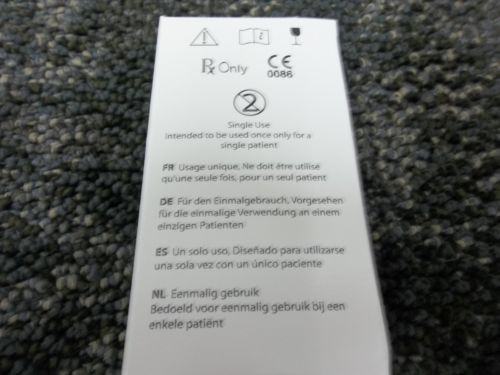 Rx Only CE
0086
2
Single Use
Intended to be used once only for a
single patient
FR Usage unique, Ne doit être utilisé
qu'une seule fois, pour un seul patient
DE Für den Einmalgebrauch, Vorgesehen
für die einmalige Verwendung an einem
einzigen Patienten
ES Un solo uso, Diseñado para utilizarse
una sola vez con un único paciente
NL Eenmalig gebruik
Bedoeld voor eenmalig gebruik bij een
enkele patiënt